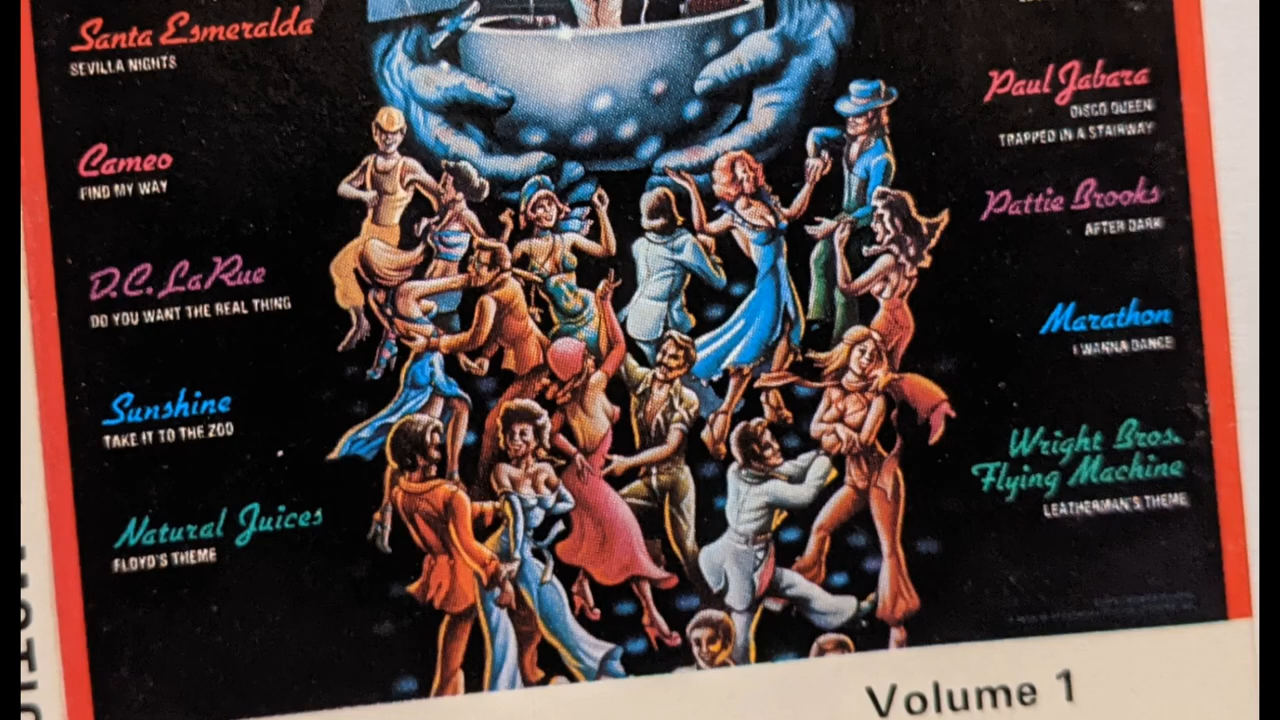 Santa Esmeralda
SEVILLA NIGHTS
Cameo
FIND MY WAY
D.C. LaRue
DO YOU WANT THE REAL THING
Sunshine
TAKE IT TO THE ZOO
Natural Juices
FLOYD'S THEME
Paul Jabara
DISCO QUEEN
TRAPPED IN A STAIRWAY
Pattie Brooks
AFTER DARK
Marathon
I WANNA DANCE
Wright Bros.
Flying Machine
LEATHERMAN'S THEME
Volume 1